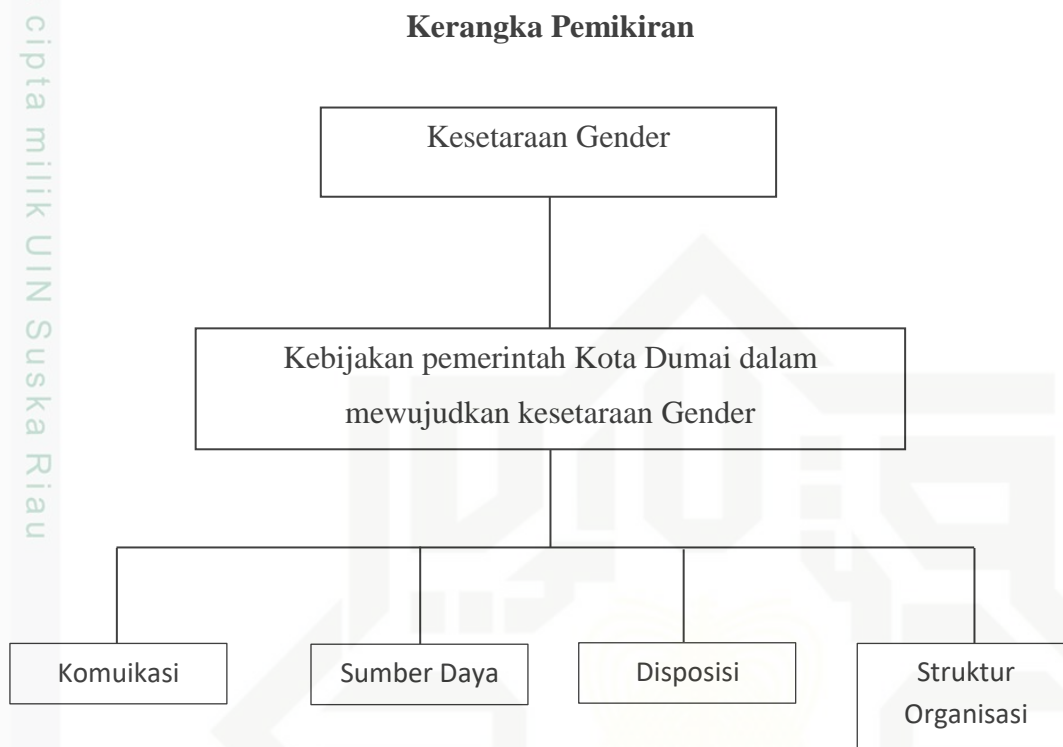 Kerangka Pemikiran
cipta milik UIN Suska Riau
Kesetaraan Gender
Kebijakan pemerintah Kota Dumai dalam
mewujudkan kesetaraan Gender
Komuikasi
Sumber Daya
Disposisi
Struktur
Organisasi